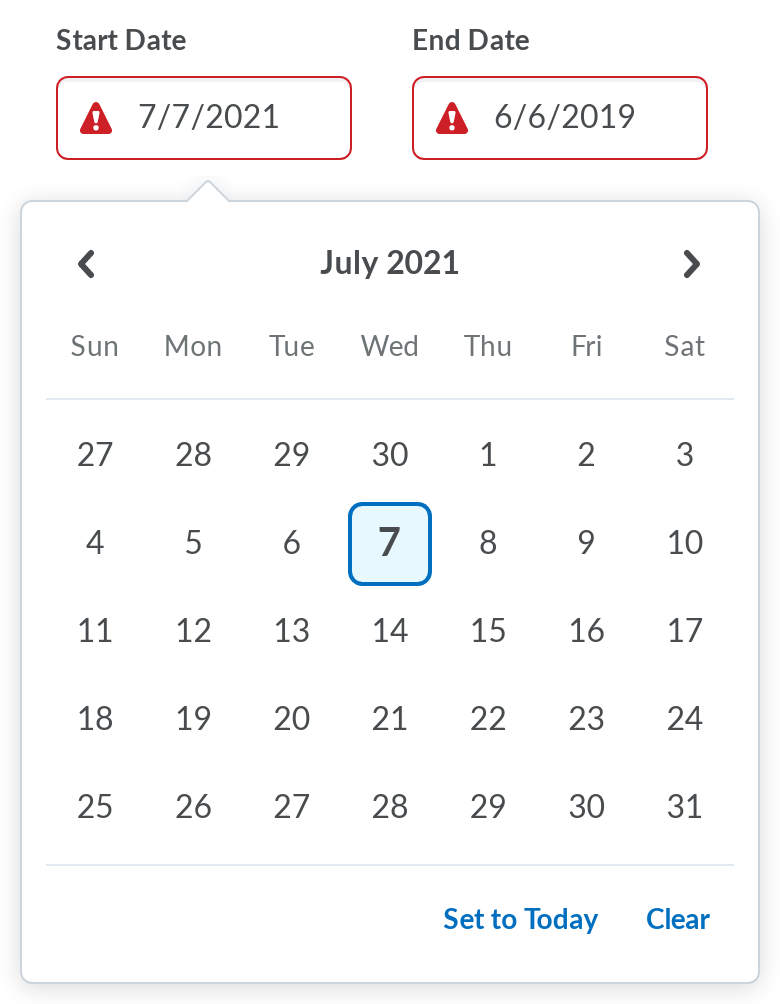 Start Date End Date
7/7/2021 6/6/2019
July 2021
Sun Mon Tue Wed Thu Fri Sat
27 28 29 30 1 2 3
4 5 6 7 8 9 10
11 12 13 14 15 16 17
18 19 20 21 22 23 24
25 26 27 28 29 30 31
Set to Today Clear